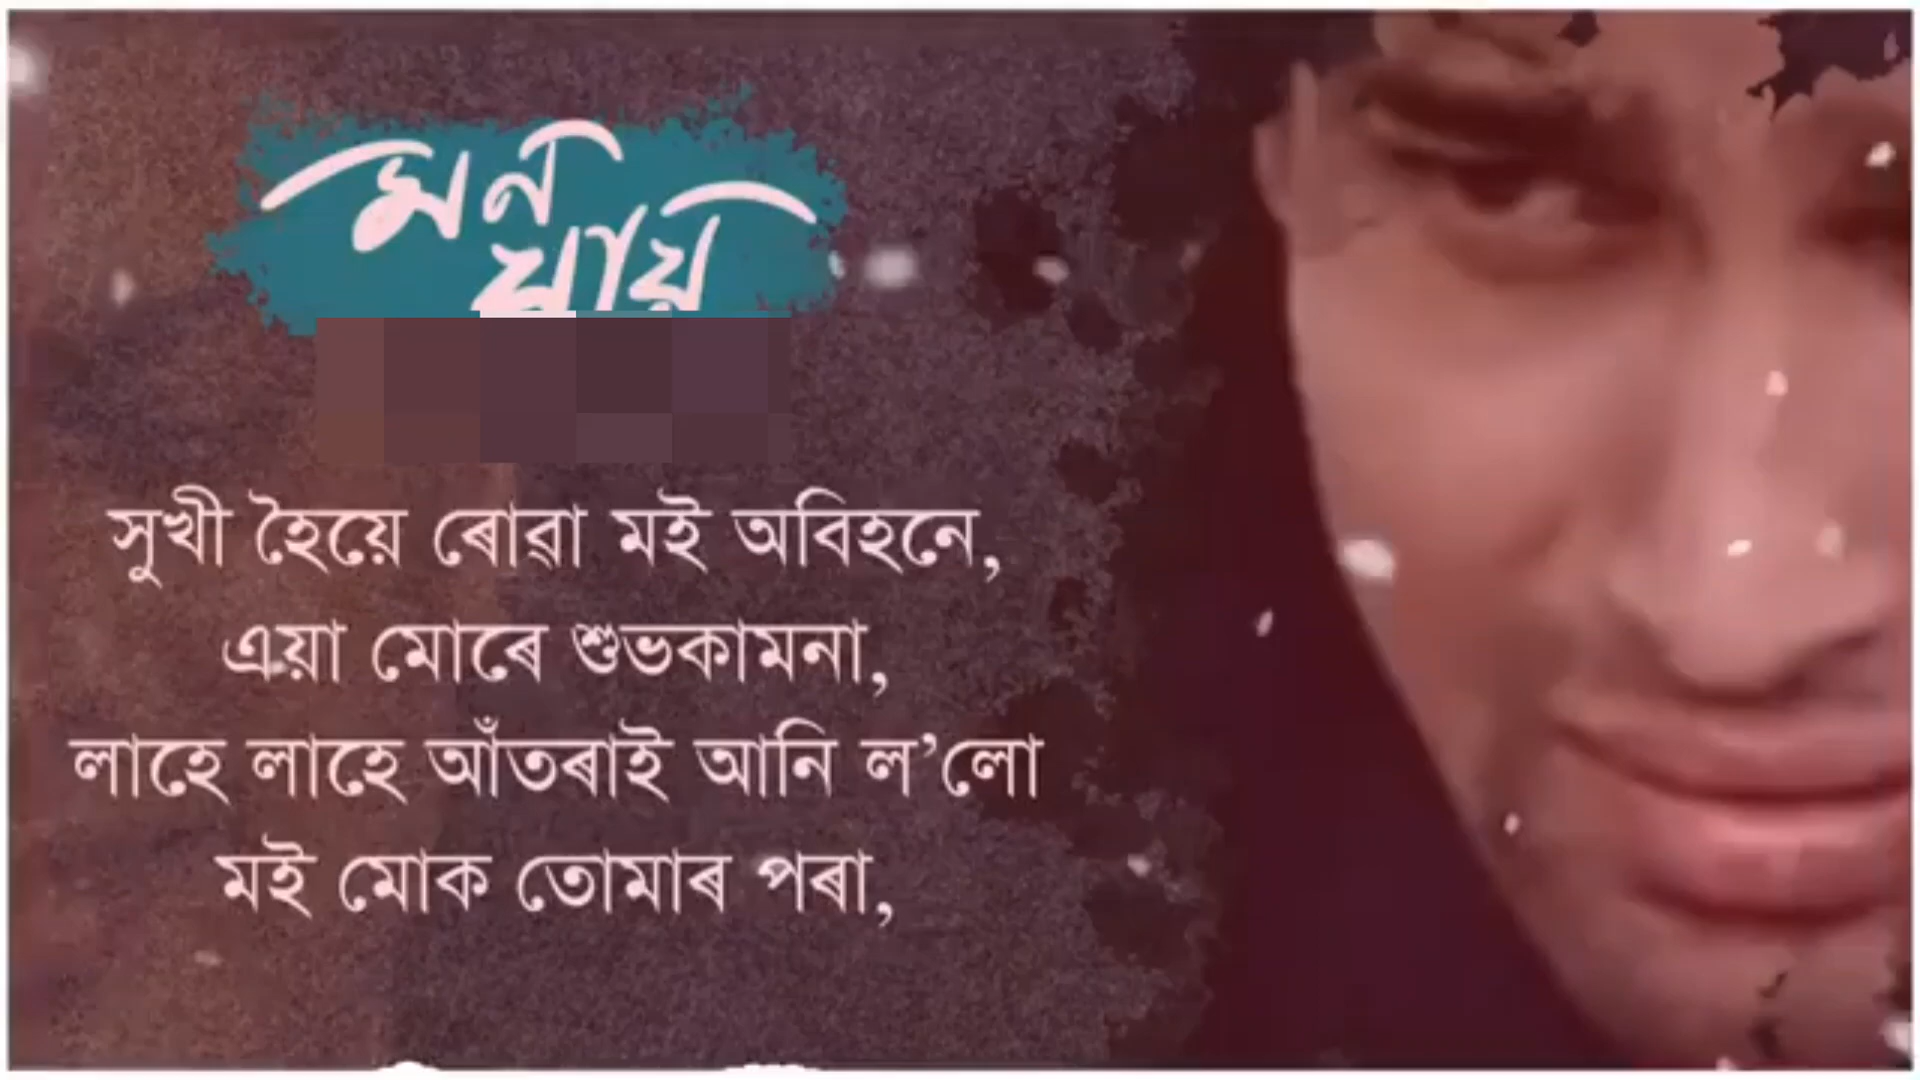 মন
যায়
সুখী হৈয়ে ৰোৱা মই অবিহনে,
এয়া মোৰে শুভকামনা,
লাহে লাহে আঁতৰাই আনি ল’লো
মই মোক তোমাৰ পৰা,